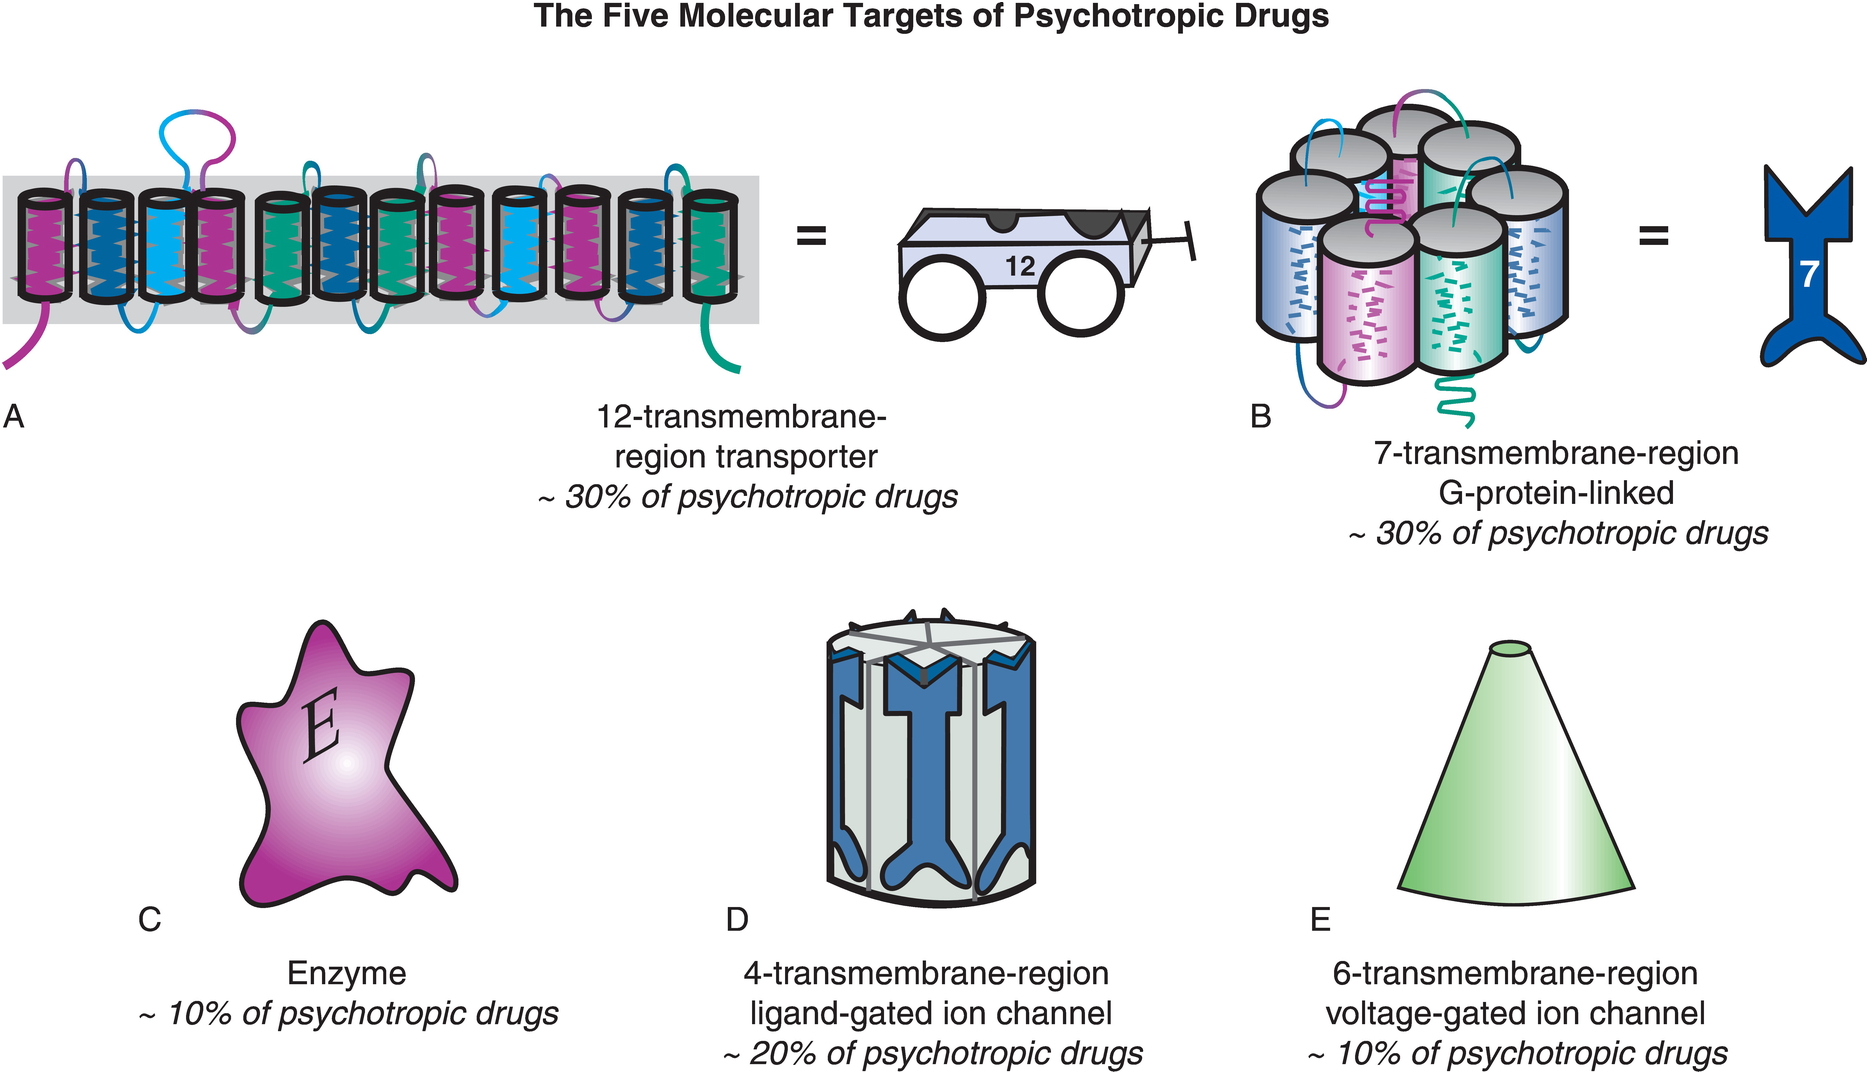 The Five Molecular Targets of Psychotropic Drugs
=
12
=
7
A
12-transmembrane-
region transporter
~ 30% of psychotropic drugs
B
7-transmembrane-region
G-protein-linked
~ 30% of psychotropic drugs
E
C
Enzyme
~ 10% of psychotropic drugs
D
4-transmembrane-region
ligand-gated ion channel
~ 20% of psychotropic drugs
E
6-transmembrane-region
voltage-gated ion channel
~ 10% of psychotropic drugs